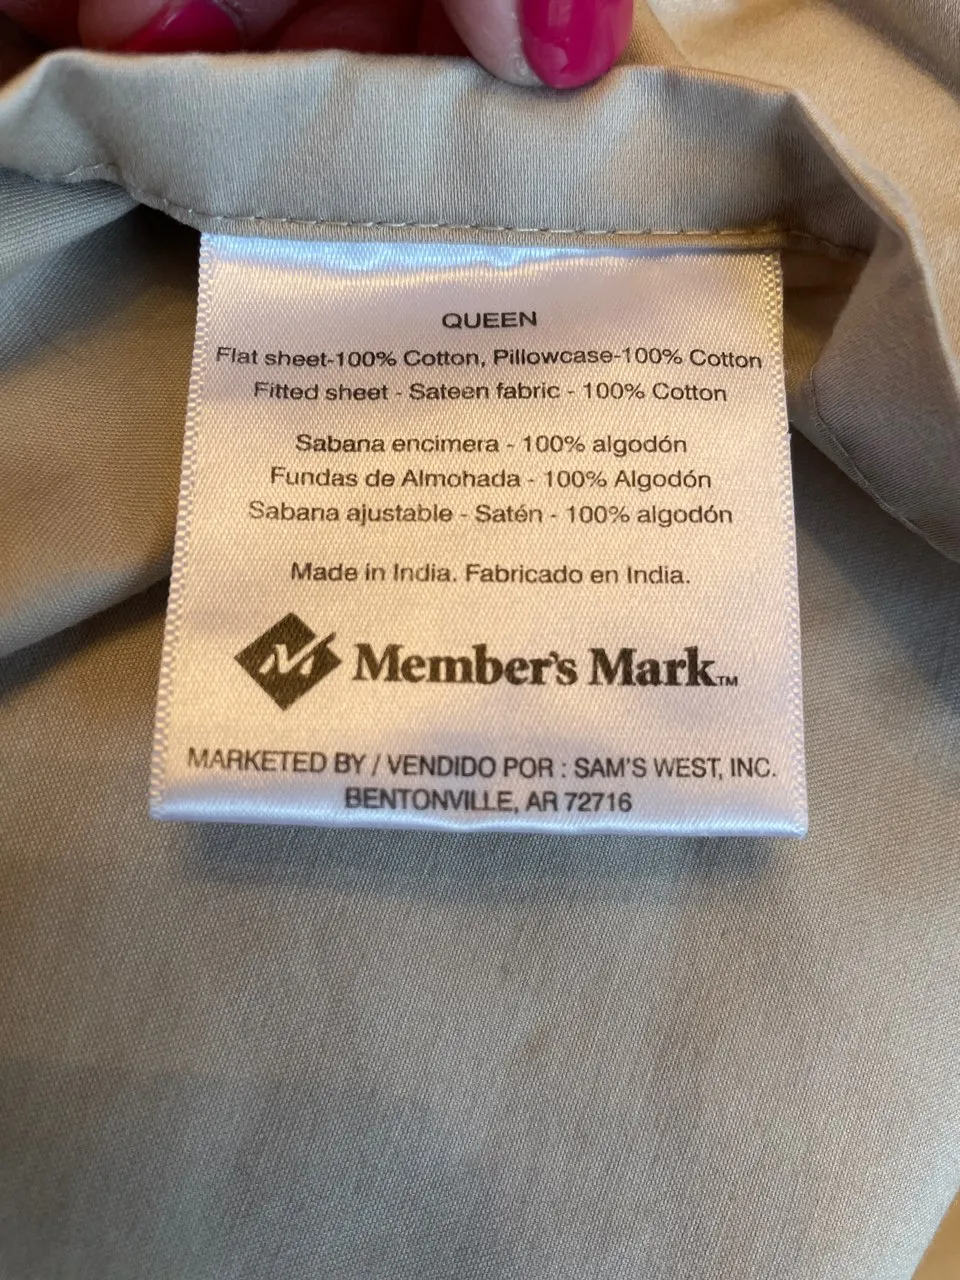 QUEEN
Flat sheet-100% Cotton, Pillowcase-100% Cotton
Fitted sheet - Sateen fabric - 100% Cotton
Sabana encimera - 100% algodón
Fundas de Almohada - 100% Algodón
Sabana ajustable - Satén - 100% algodón
Made in India. Fabricado en India.
Member's Mark™
MARKETED BY / VENDIDO POR : SAM'S WEST, INC.
BENTONVILLE, AR 72716